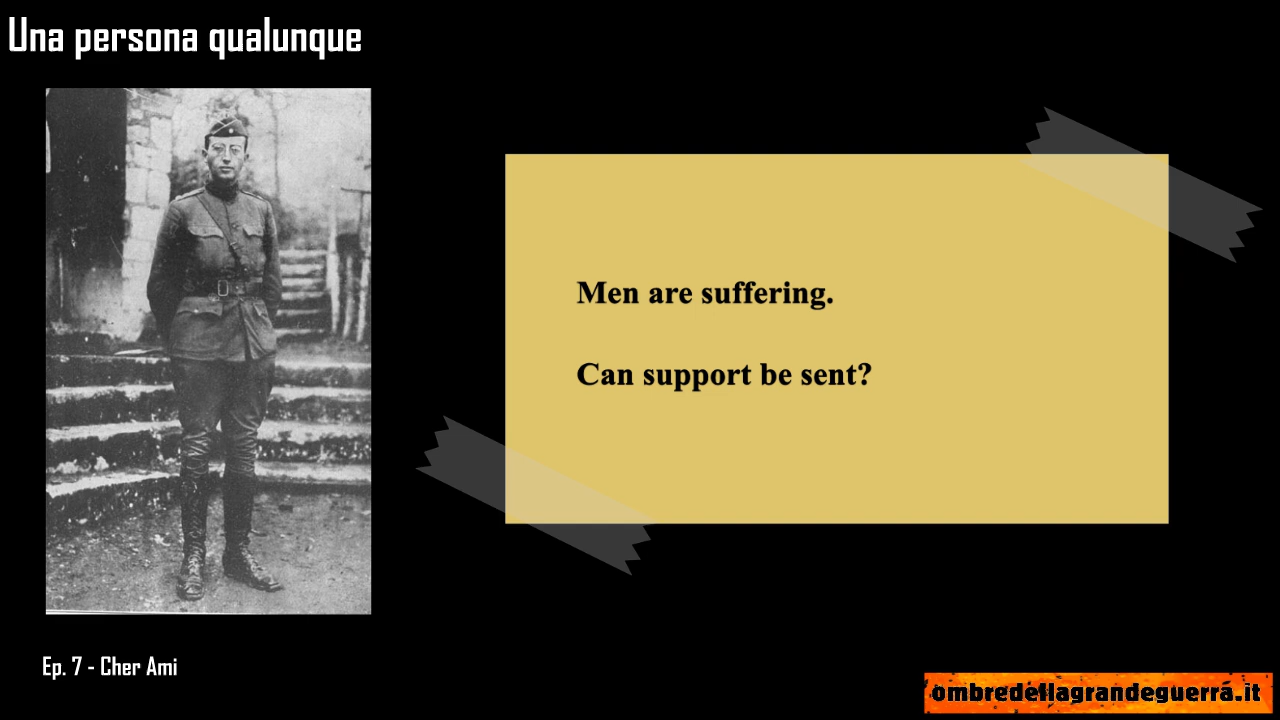 Una persona qualunque
Men are suffering.
Can support be sent?
Ep. 7 - Cher Ami
ombredellagrandeguerra.it